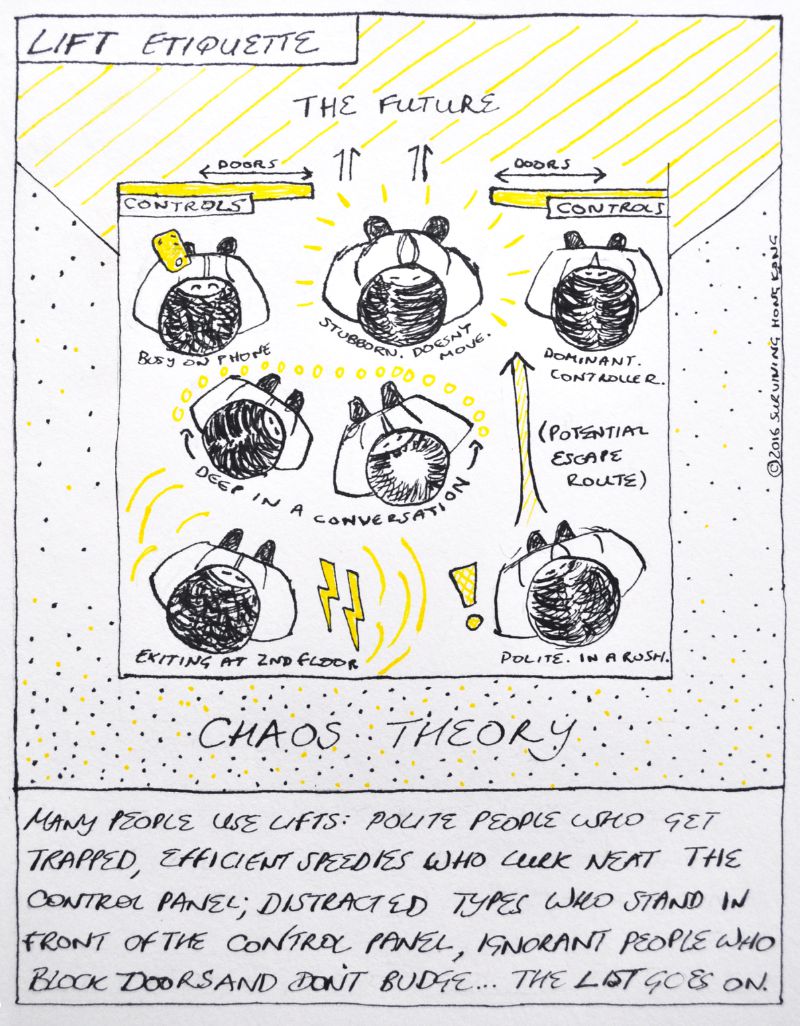 LIFT ETIQUETTE
THE FUTURE
DOORS
DOORS
CONTROLS
CONTROLS
BUSY ON PHONE
STUBBORN. DOESN'T MOVE.
DOMINANT.
CONTROLLER.
DEEP IN A CONVERSATION
(POTENTIAL
ESCAPE
ROUTE)
EXITING AT 2ND FLOOR
POLITE. IN A RUSH.
©2016 SURVIVING HONG KONG
CHAOS THEORY
MANY PEOPLE USE LIFTS: POLITE PEOPLE WHO GET
TRAPPED, EFFICIENT SPEEDIES WHO LURK NEAT THE
CONTROL PANEL; DISTRACTED TYPES WHO STAND IN
FRONT OF THE CONTROL PANEL, IGNORANT PEOPLE WHO
BLOCK DOORS AND DON'T BUDGE... THE LIST GOES ON.